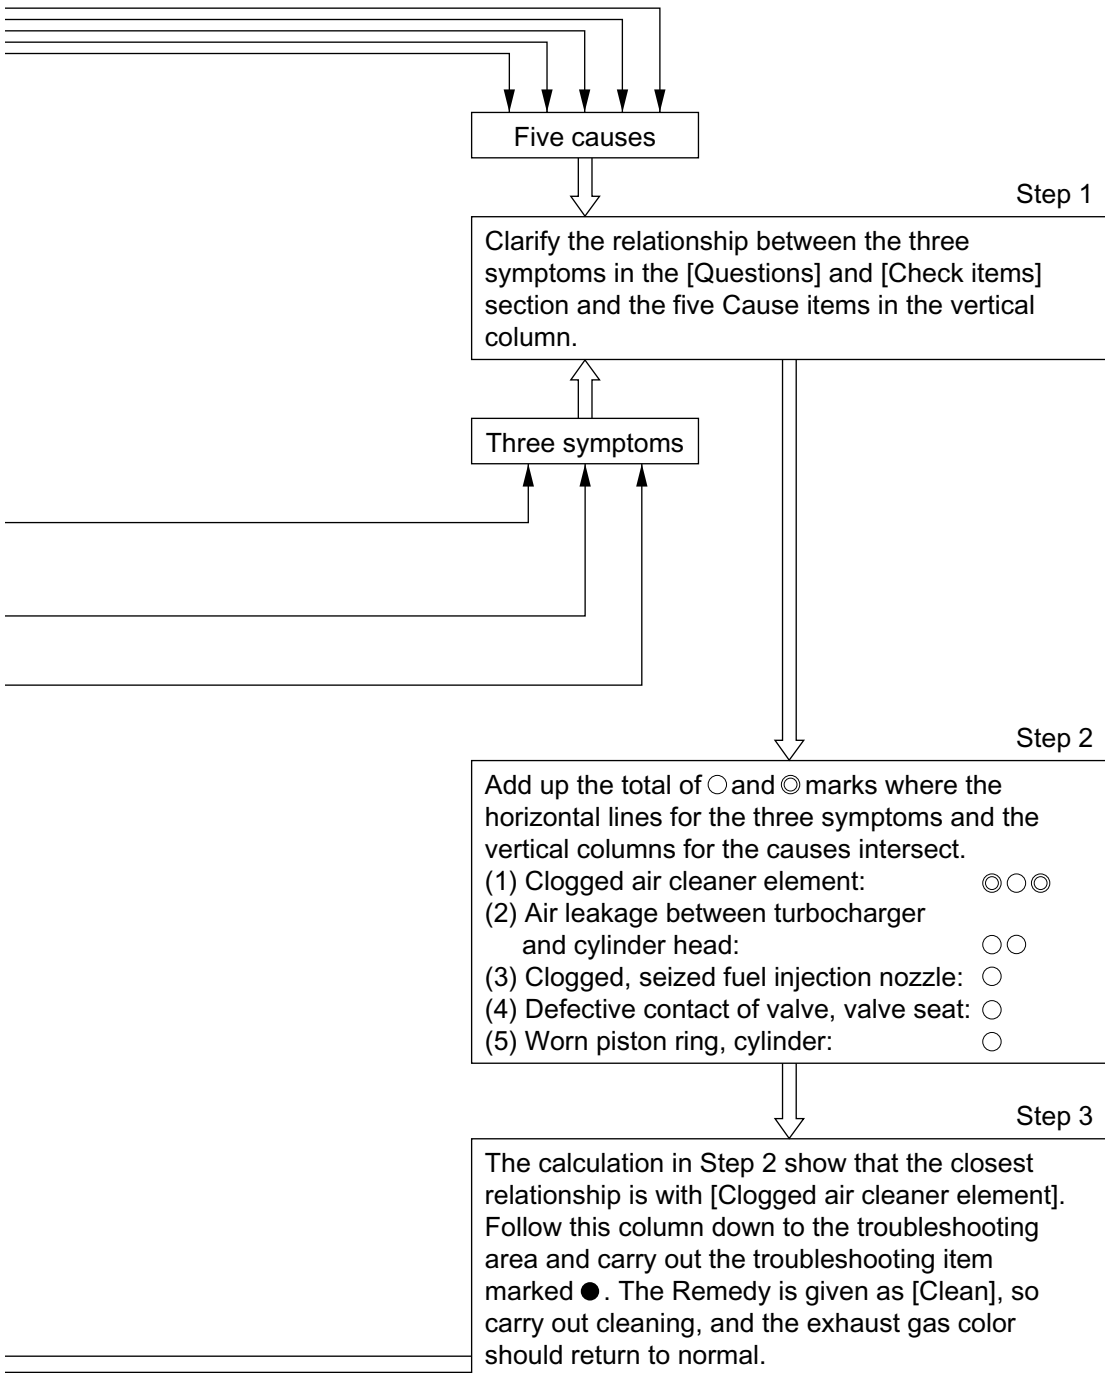 Five causes
Step 1
Clarify the relationship between the three
symptoms in the [Questions] and [Check items]
section and the five Cause items in the vertical
column.
Three symptoms
Step 2
Add up the total of ○ and ◎ marks where the
horizontal lines for the three symptoms and the
vertical columns for the causes intersect.
(1) Clogged air cleaner element: ◎○◎
(2) Air leakage between turbocharger
and cylinder head: ○○
(3) Clogged, seized fuel injection nozzle: ○
(4) Defective contact of valve, valve seat: ○
(5) Worn piston ring, cylinder: ○
Step 3
The calculation in Step 2 show that the closest
relationship is with [Clogged air cleaner element].
Follow this column down to the troubleshooting
area and carry out the troubleshooting item
marked ●. The Remedy is given as [Clean], so
carry out cleaning, and the exhaust gas color
should return to normal.